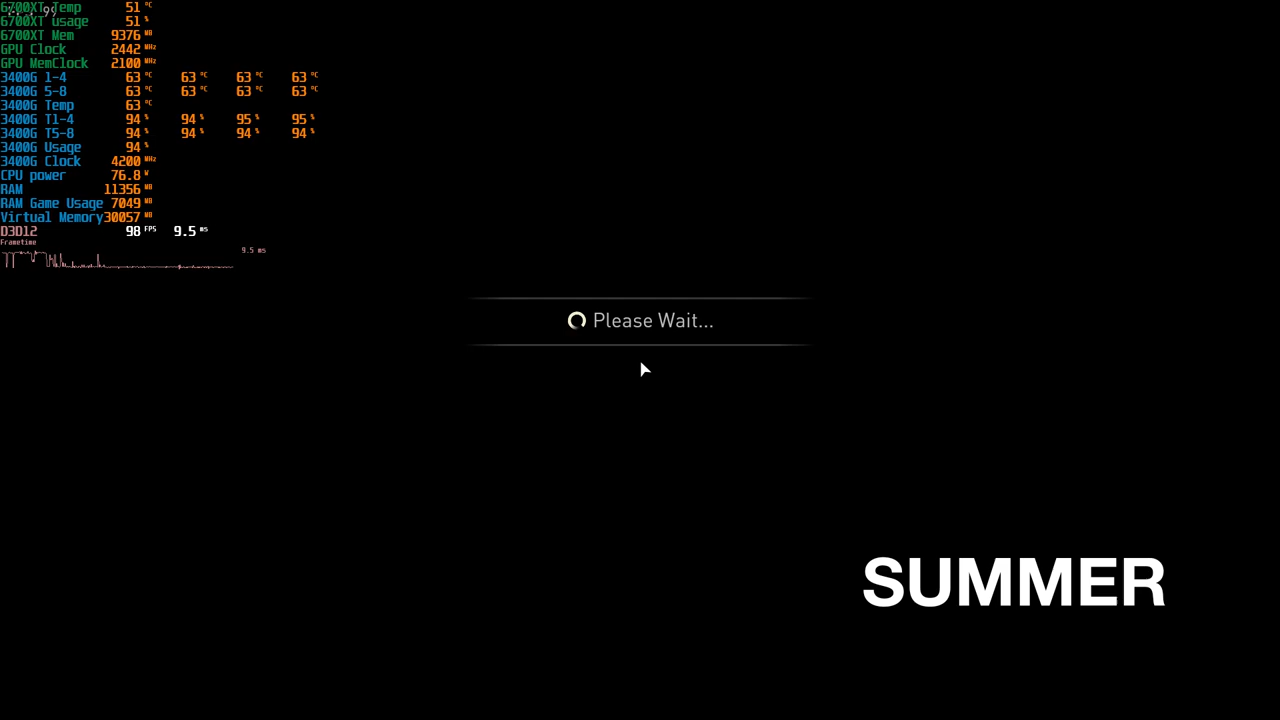 6700XT Temp 51 °C
6700XT usage 51 %
6700XT Mem 9376 MB
GPU Clock 2442 MHz
GPU MemClock 2100 MHz
3400G 1-4 63 °C 63 °C 63 °C 63 °C
3400G 5-8 63 °C 63 °C 63 °C 63 °C
3400G Temp 63 °C
3400G T1-4 94 % 94 % 95 % 95 %
3400G T5-8 94 % 94 % 94 % 94 %
3400G Usage 94 %
3400G Clock 4200 MHz
CPU power 76.8 W
RAM 11356 MB
RAM Game Usage 7049 MB
Virtual Memory 30057 MB
D3D12 98 FPS 9.5 ms
Frametime
9.5 ms
Please Wait...
SUMMER